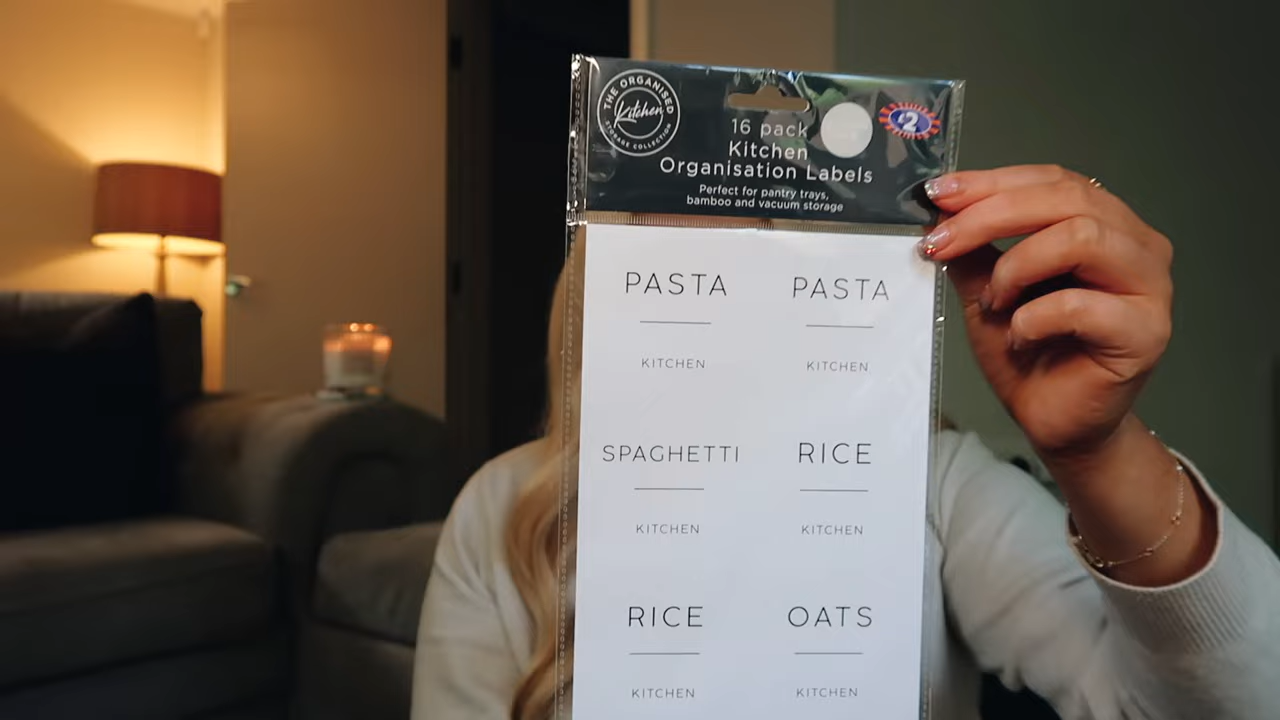 THE ORGANISED
Kitchen
STORAGE COLLECTION
16 pack
Kitchen
Organisation Labels
Perfect for pantry trays,
bamboo and vacuum storage
2
PASTA
KITCHEN
PASTA
KITCHEN
SPAGHETTI
KITCHEN
RICE
KITCHEN
RICE
KITCHEN
OATS
KITCHEN